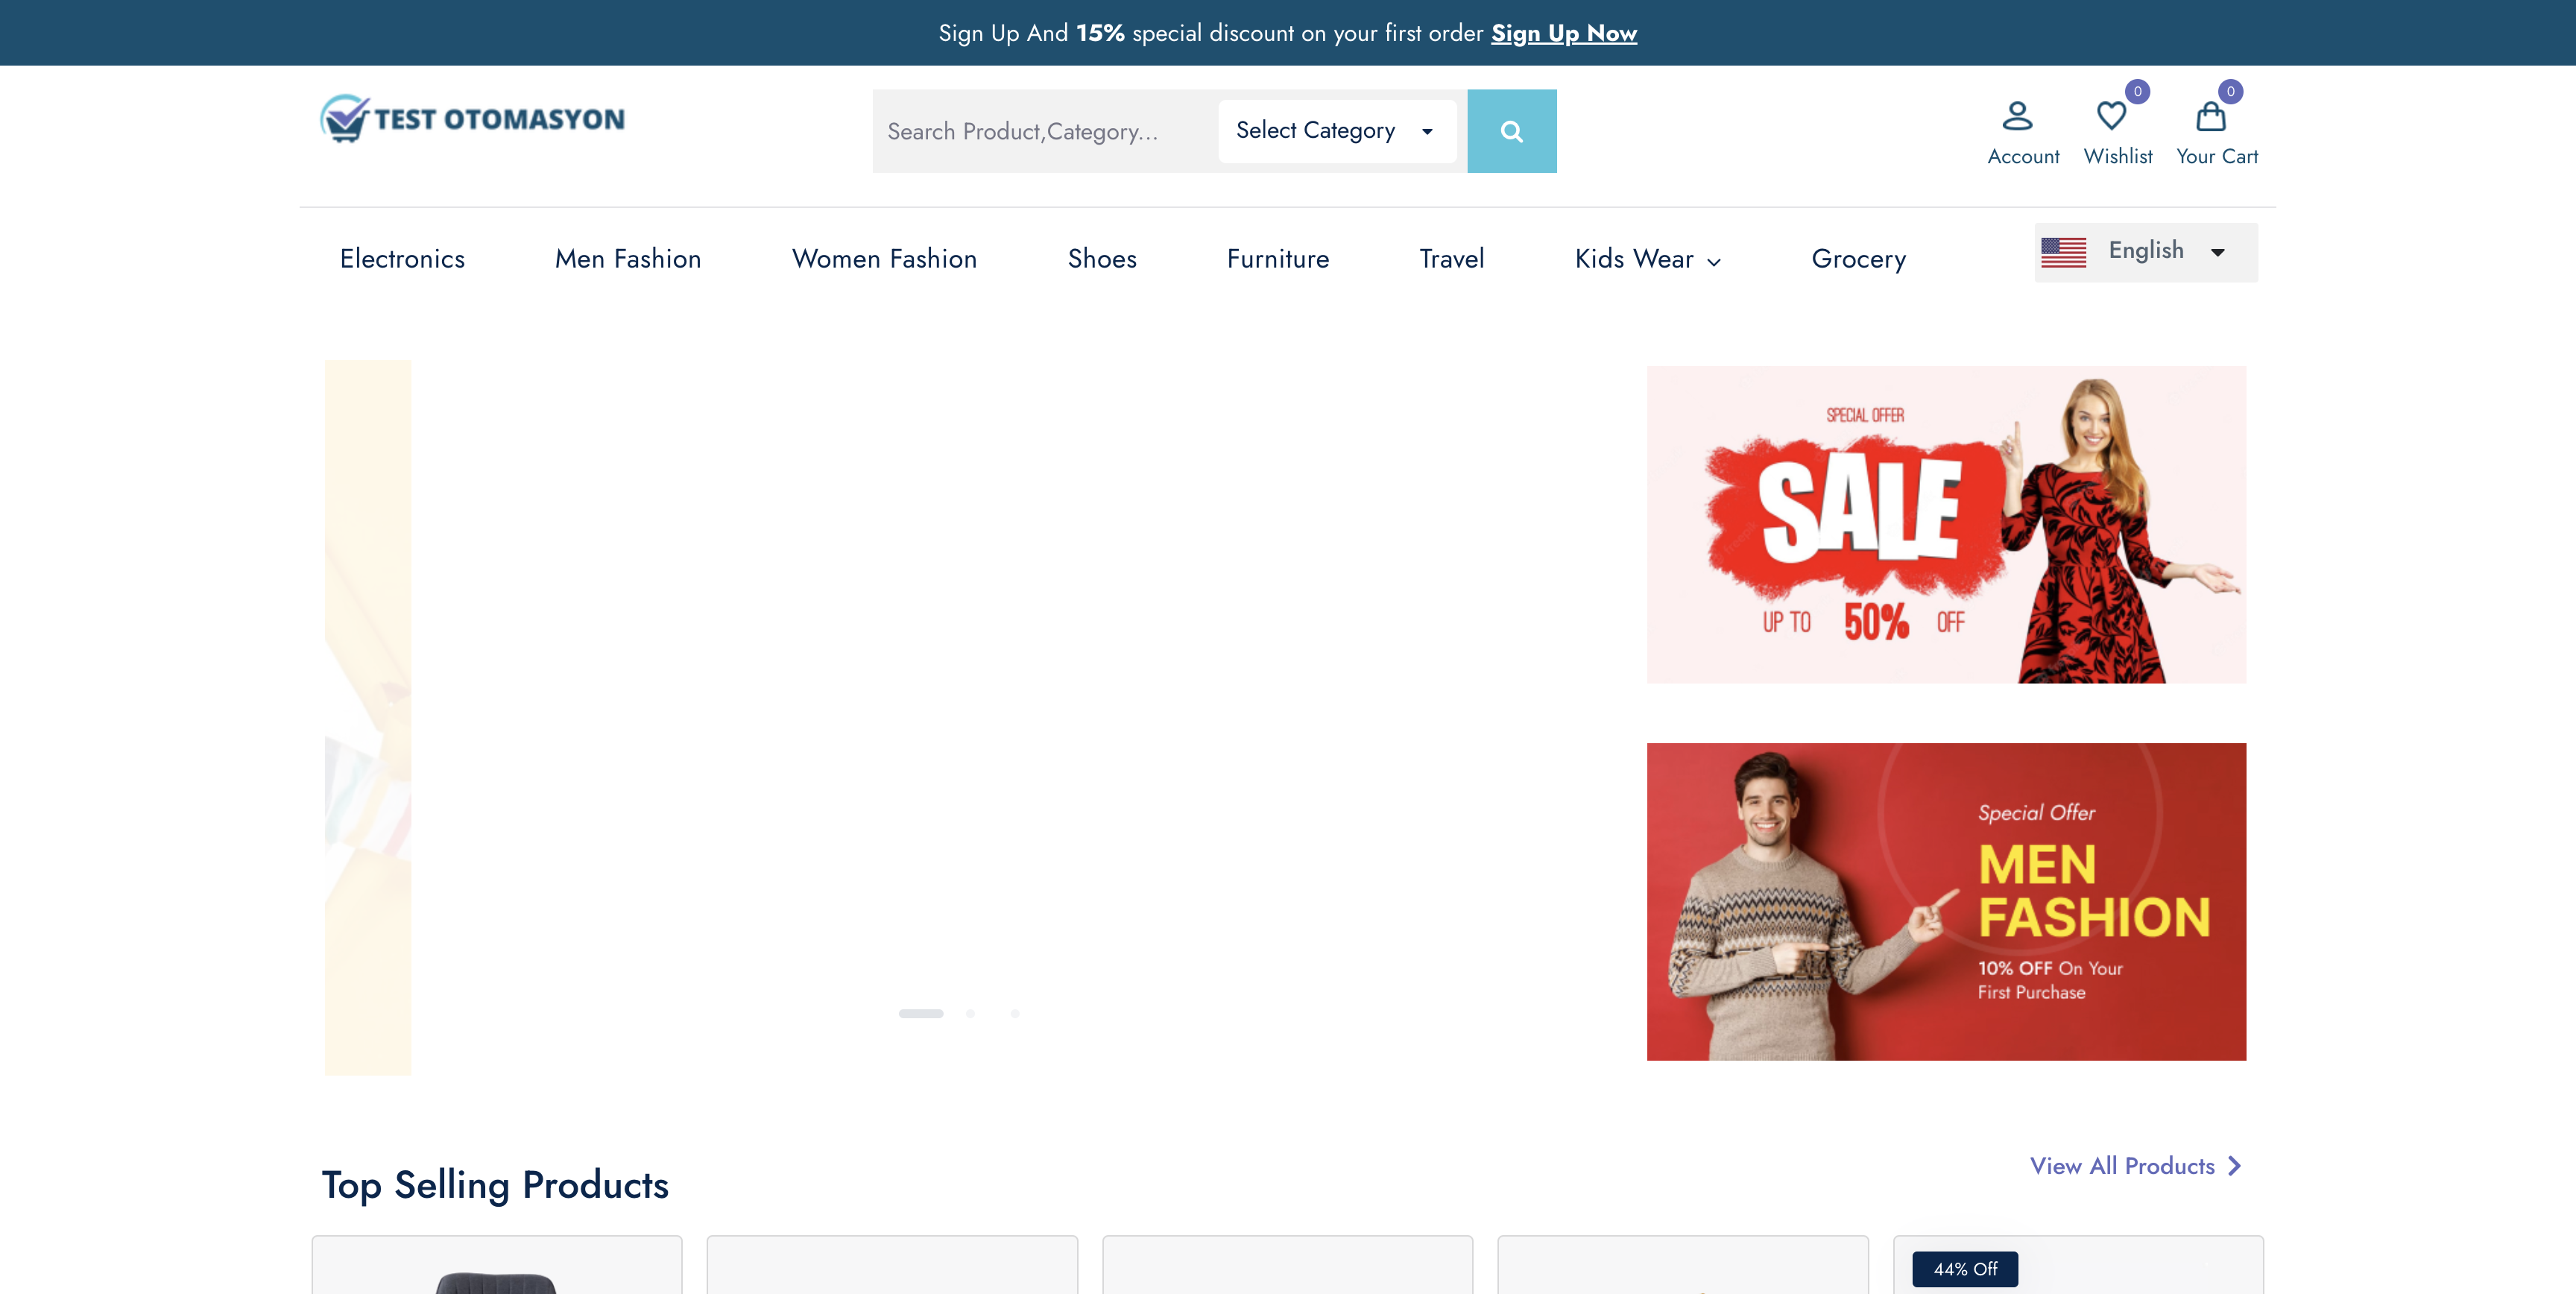 Sign Up And 15% special discount on your first order Sign Up Now
TEST OTOMASYON
Search Product,Category...
Select Category
0
0
Account
Wishlist
Your Cart
Electronics
Men Fashion
Women Fashion
Shoes
Furniture
Travel
Kids Wear
Grocery
English
SPECIAL OFFER
SALE
UP TO 50% OFF
Special Offer
MEN
FASHION
10% OFF On Your
First Purchase
Top Selling Products
View All Products
44% Off